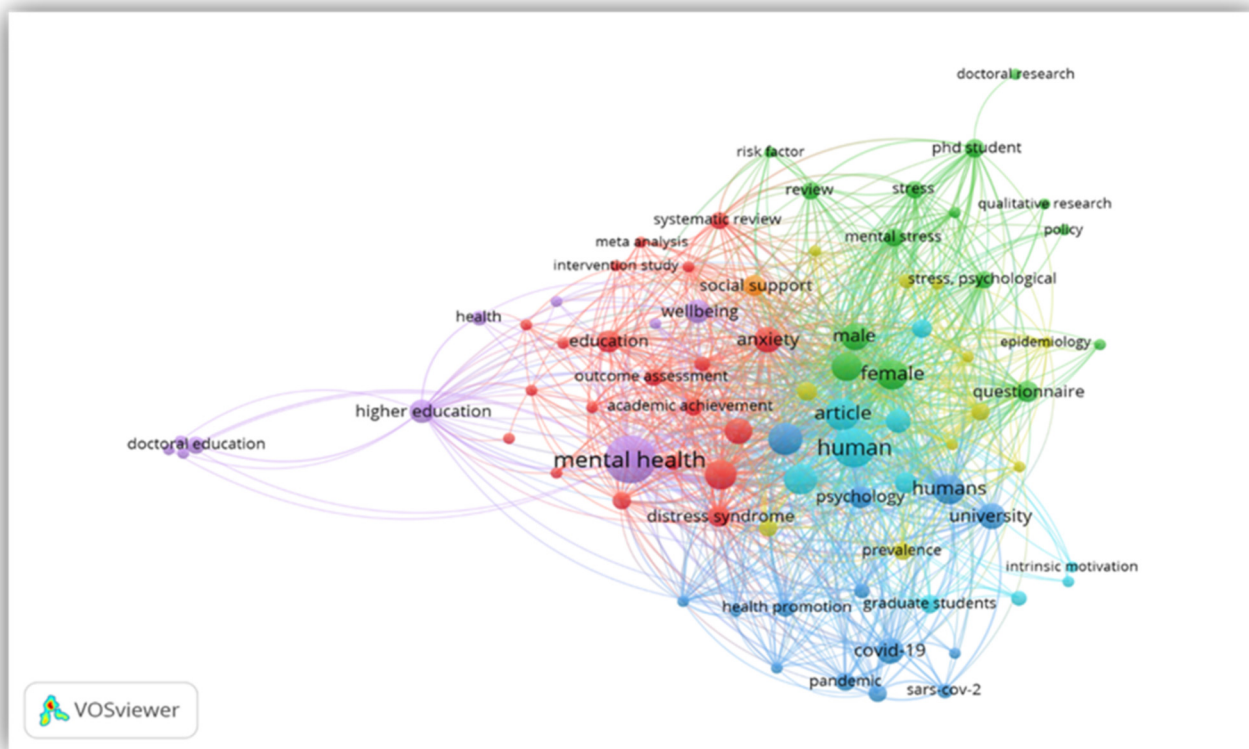 doctoral research
phd student
risk factor
review
stress
qualitative research
systematic review
policy
mental stress
meta analysis
intervention study
stress, psychological
social support
wellbeing
health
male
anxiety
education
epidemiology
female
outcome assessment
questionnaire
academic achievement
higher education
article
doctoral education
human
mental health
humans
psychology
distress syndrome
university
prevalence
intrinsic motivation
graduate students
health promotion
covid-19
pandemic
sars-cov-2
VOSviewer